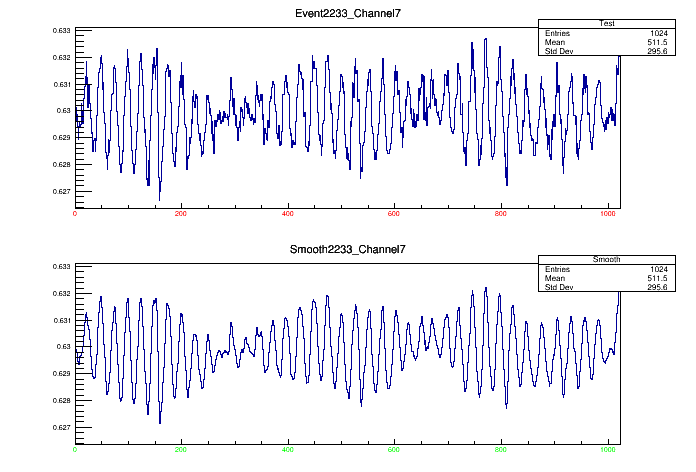 Event2233_Channel7
Test
Entries 1024
Mean 511.5
Std Dev 295.6
0.633
0.632
0.631
0.63
0.629
0.628
0.627
0 200 400 600 800 1000
Smooth2233_Channel7
Smooth
Entries 1024
Mean 511.5
Std Dev 295.6
0.633
0.632
0.631
0.63
0.629
0.628
0.627
0 200 400 600 800 1000